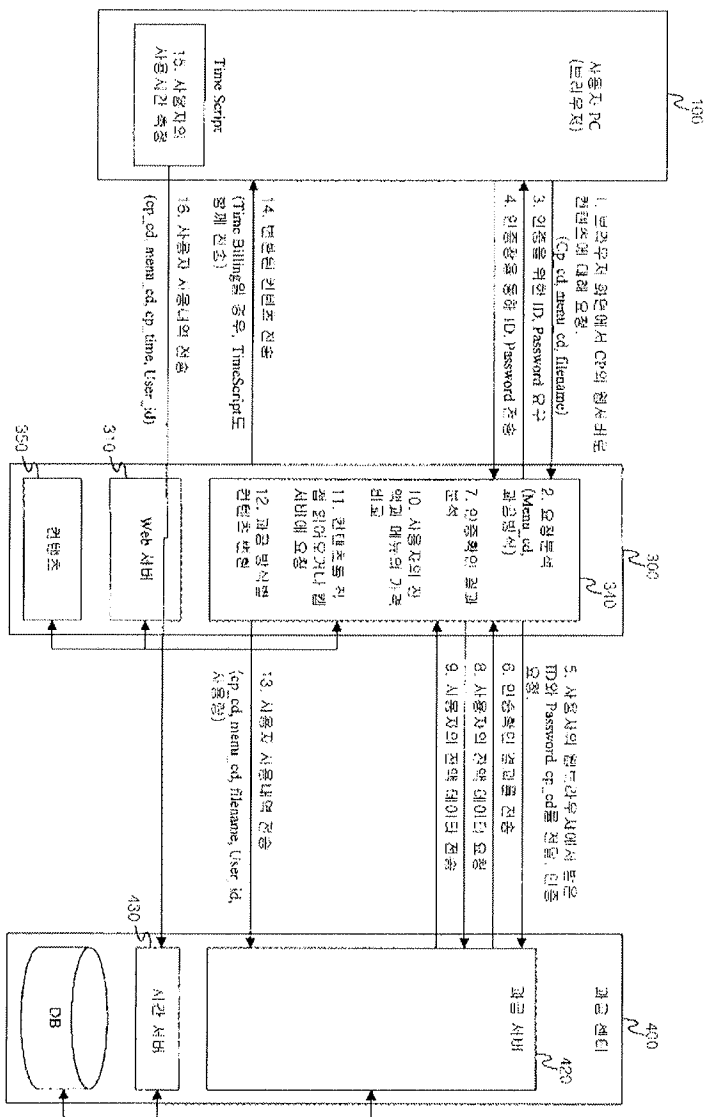 100
사용자 PC
(브라우저)
Time Script
15. 사용자의
사용시간 측정
1. 브라우저 화면에서 CP의 웹서버로
컨텐츠에 대해 요청.
(Cp_cd, menu_cd, filename)
3. 인증을 위한 ID, Password 요구
4. 인증창을 통해 ID, Password 전송
14. 변환된 컨텐츠 전송
(Time Billing일 경우, TimeScript도
함께 전송)
16. 사용자 사용내역 전송
(cp_cd, menu_cd, cp_time, User_id)
300
340
2. 요청분석
(Menu_cd,
과금방식)
7. 인증확인 결과
분석
10. 사용자의 잔
액과 메뉴의 가격
비교
11. 컨텐츠를 직
접 읽어오거나 웹
서버에 요청
12. 과금 방식별
컨텐츠 변환
310
Web 서버
350
컨텐츠
5. 사용자의 웹브라우저에서 받은
ID와 Password, cp_cd를 전달, 인증
요청.
6. 인증확인 결과를 전송
8. 사용자의 잔액 데이터 요청
9. 사용자의 잔액 데이터 전송
13. 사용자 사용내역 전송
(cp_cd, menu_cd, filename, User_id,
사용량)
400
과금 센터
420
과금 서버
430
시간 서버
DB